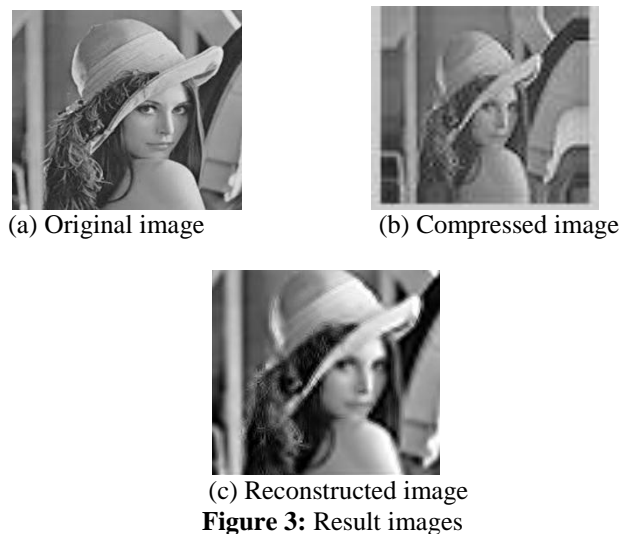 (a) Original image
(b) Compressed image
(c) Reconstructed image
Figure 3: Result images